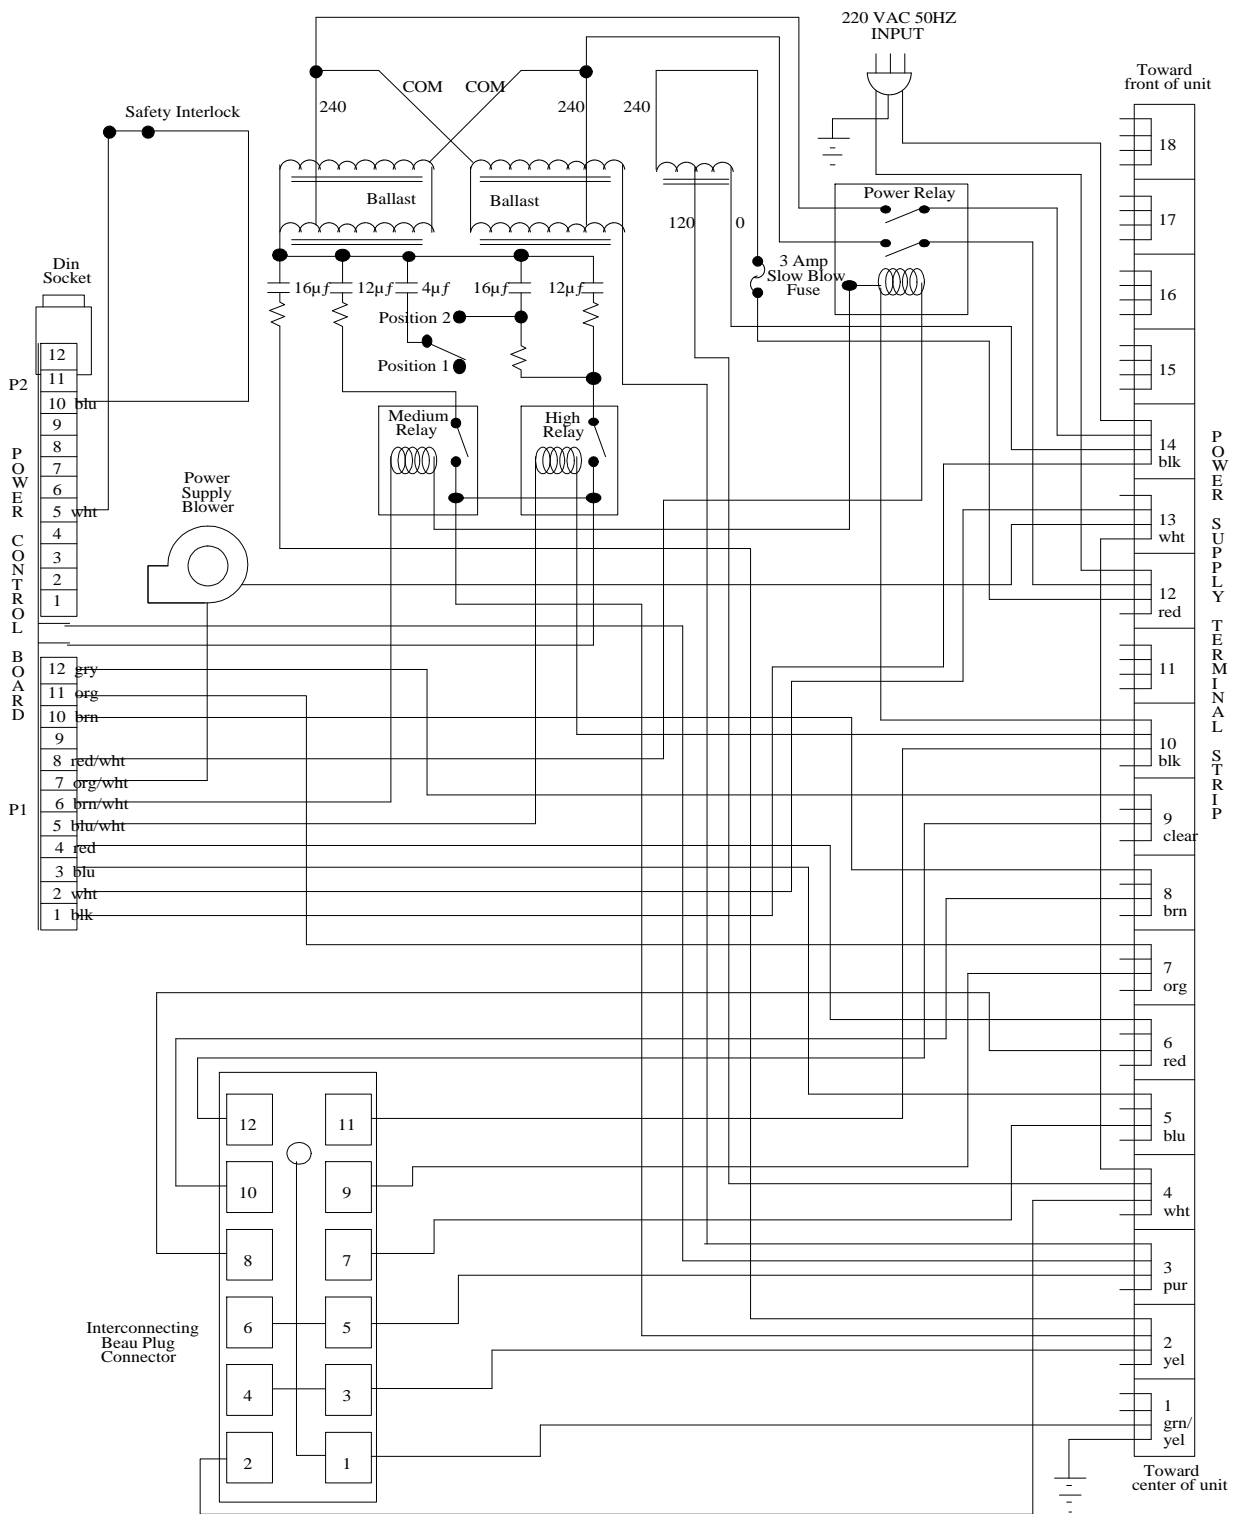 220 VAC 50HZ
INPUT
Toward
front of unit
COM
COM
240
240
240
Safety Interlock
Ballast
Ballast
120
0
Power Relay
3 Amp
Slow Blow
Fuse
Din
Socket
16μƒ
12μƒ
4μƒ
16μƒ
12μƒ
Position 2
Position 1
Medium
Relay
High
Relay
Power
Supply
Blower
P2
12
11
10 blu
9
8
7
6
5 wht
4
3
2
1
POWER CONTROL BOARD
12 gry
11 org
10 brn
9
8 red/wht
7 org/wht
6 brn/wht
P1
5 blu/wht
4 red
3 blu
2 wht
1 blk
18
17
16
15
14
blk
13
wht
12
red
11
10
blk
9
clear
8
brn
7
org
6
red
5
blu
4
wht
3
pur
2
yel
1
grn/
yel
POWER SUPPLY TERMINAL STRIP
12
11
10
9
8
7
6
5
4
3
2
1
Interconnecting
Beau Plug
Connector
Toward
center of unit